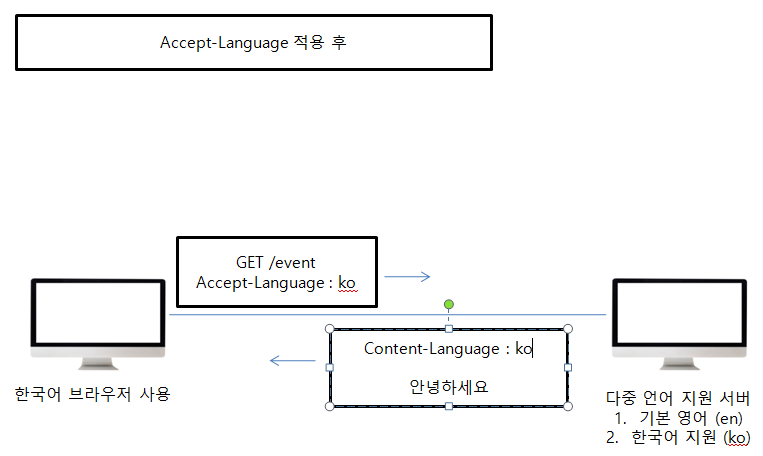 Accept-Language 적용 후
GET /event
Accept-Language : ko
Content-Language : ko
안녕하세요
한국어 브라우저 사용
다중 언어 지원 서버
1. 기본 영어 (en)
2. 한국어 지원 (ko)